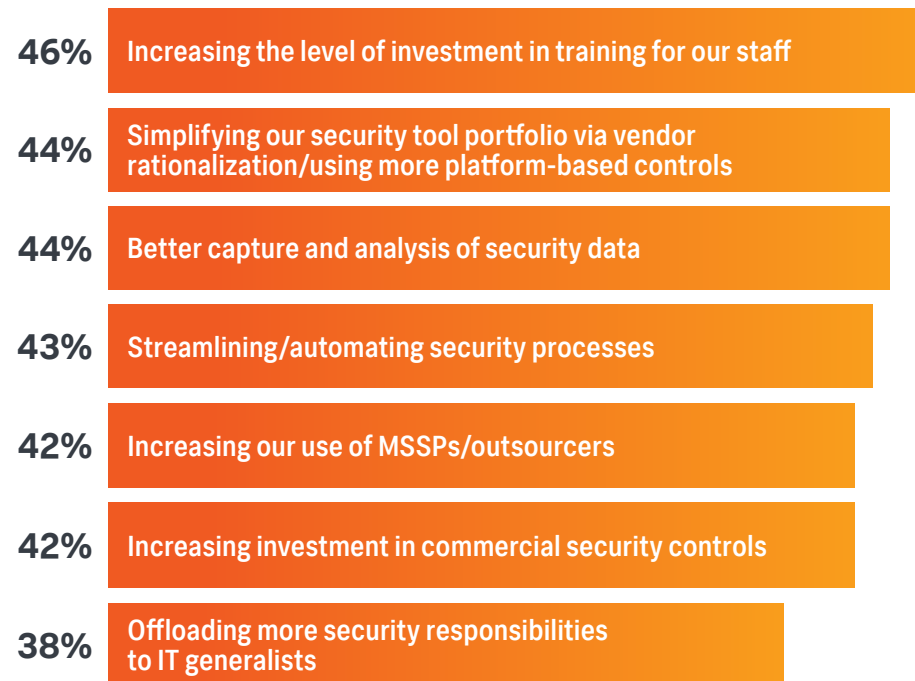 46%
Increasing the level of investment in training for our staff
44%
Simplifying our security tool portfolio via vendor
rationalization/using more platform-based controls
44%
Better capture and analysis of security data
43%
Streamlining/automating security processes
42%
Increasing our use of MSSPs/outsourcers
42%
Increasing investment in commercial security controls
38%
Offloading more security responsibilities
to IT generalists